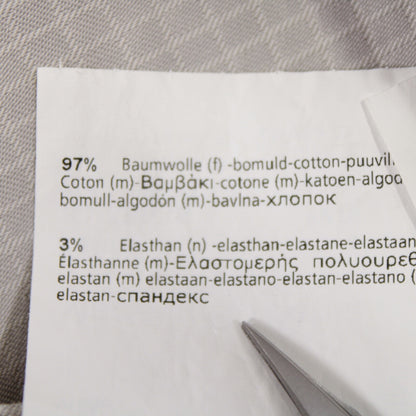 97% Baumwolle (f) -bomuld-cotton-puuvil
Coton (m)-Βαμβάκι-cotone (m)-katoen-algod
bomull-algodón (m)-bavlna-хлопок
3% Elasthan (n) -elasthan-elastane-elastaan
Élasthanne (m)-Ελαστομερής πολυουρεθ
elastan (m) elastaan-elastano-elastan-elastano (
elastan-спандекс